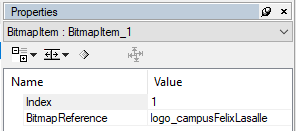 Properties
BitmapItem : BitmapItem_1
Name Value
Index 1
BitmapReference logo_campusFelixLasalle